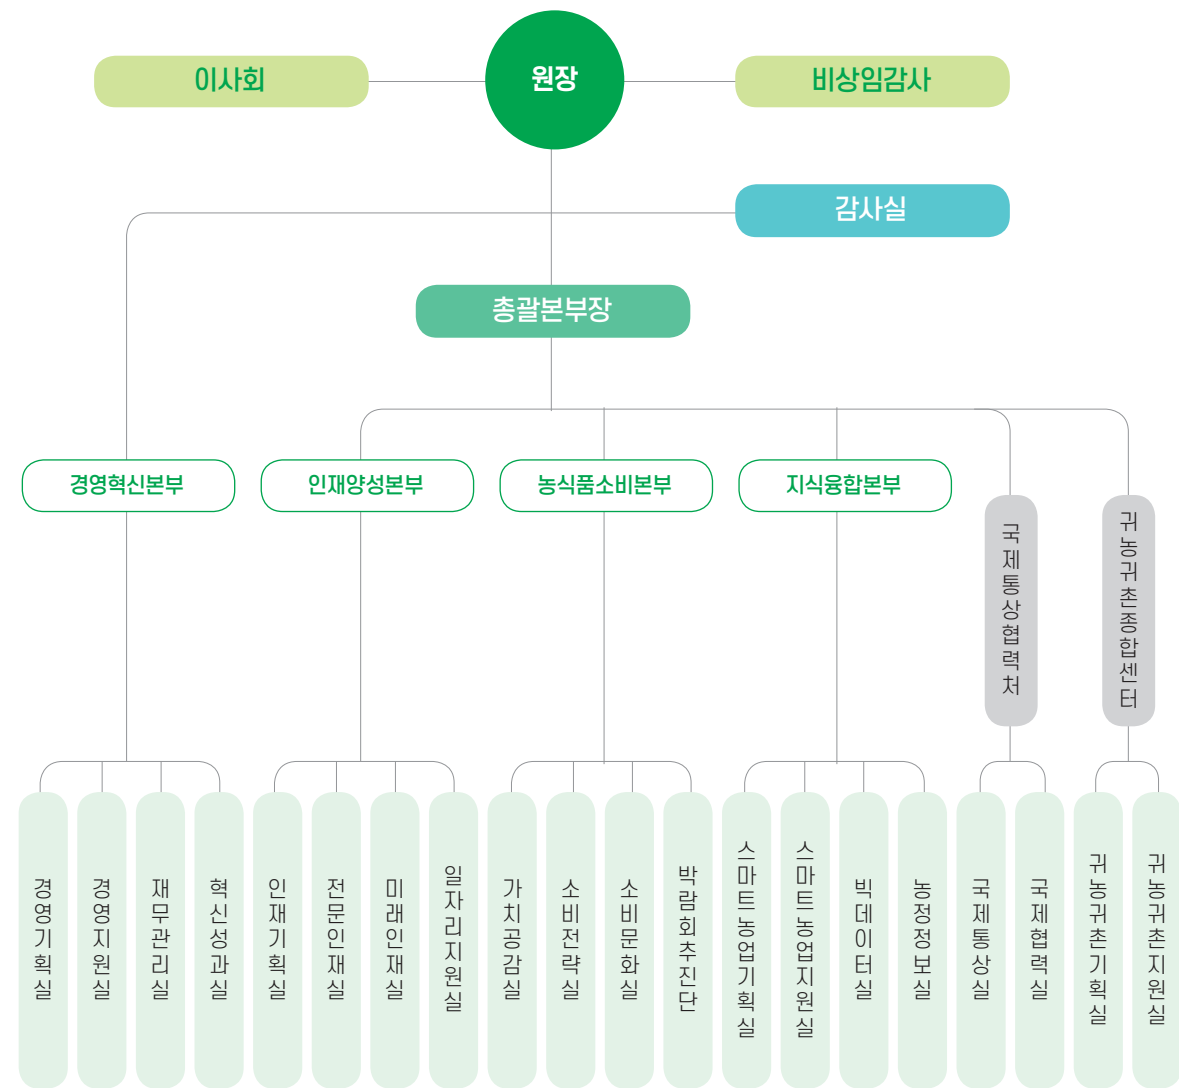 이사회
원장
비상임감사
감사실
총괄본부장
경영혁신본부
인재양성본부
농식품소비본부
지식융합본부
국제통상협력처
귀농귀촌종합센터
경영기획실
경영지원실
재무관리실
혁신성과실
인재기획실
전문인재실
미래인재실
일자리지원실
가치공감실
소비전략실
소비문화실
박람회추진단
스마트농업기획실
스마트농업지원실
빅데이터실
농정정보실
국제통상실
국제협력실
귀농귀촌기획실
귀농귀촌지원실